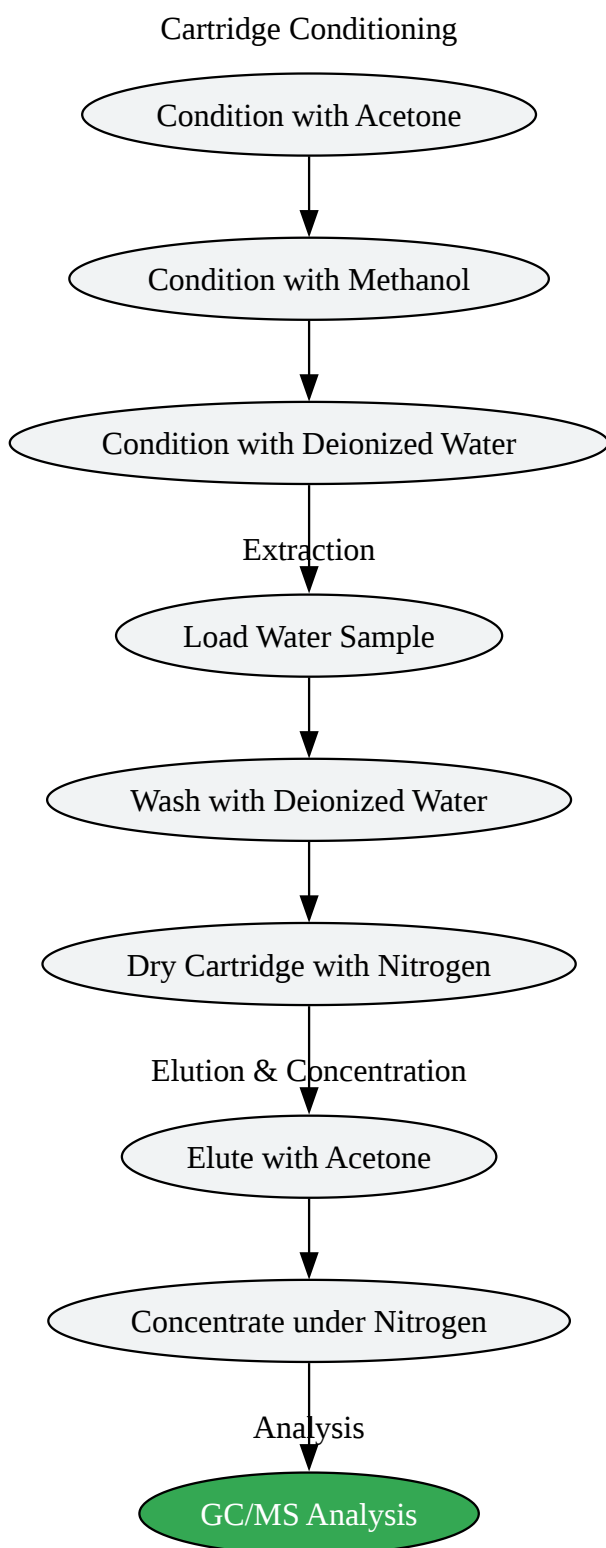 Cartridge Conditioning
Condition with Acetone
Condition with Methanol
Condition with Deionized Water
Extraction
Load Water Sample
Wash with Deionized Water
Dry Cartridge with Nitrogen
Elution & Concentration
Elute with Acetone
Concentrate under Nitrogen
Analysis
GC/MS Analysis